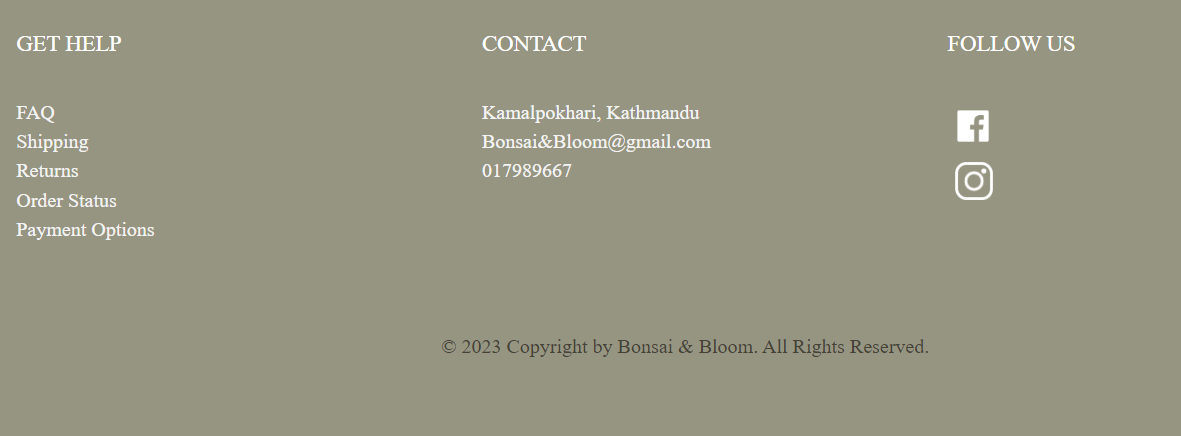 GET HELP
FAQ
Shipping
Returns
Order Status
Payment Options
CONTACT
Kamalpokhari, Kathmandu
Bonsai&Bloom@gmail.com
017989667
FOLLOW US
© 2023 Copyright by Bonsai & Bloom. All Rights Reserved.